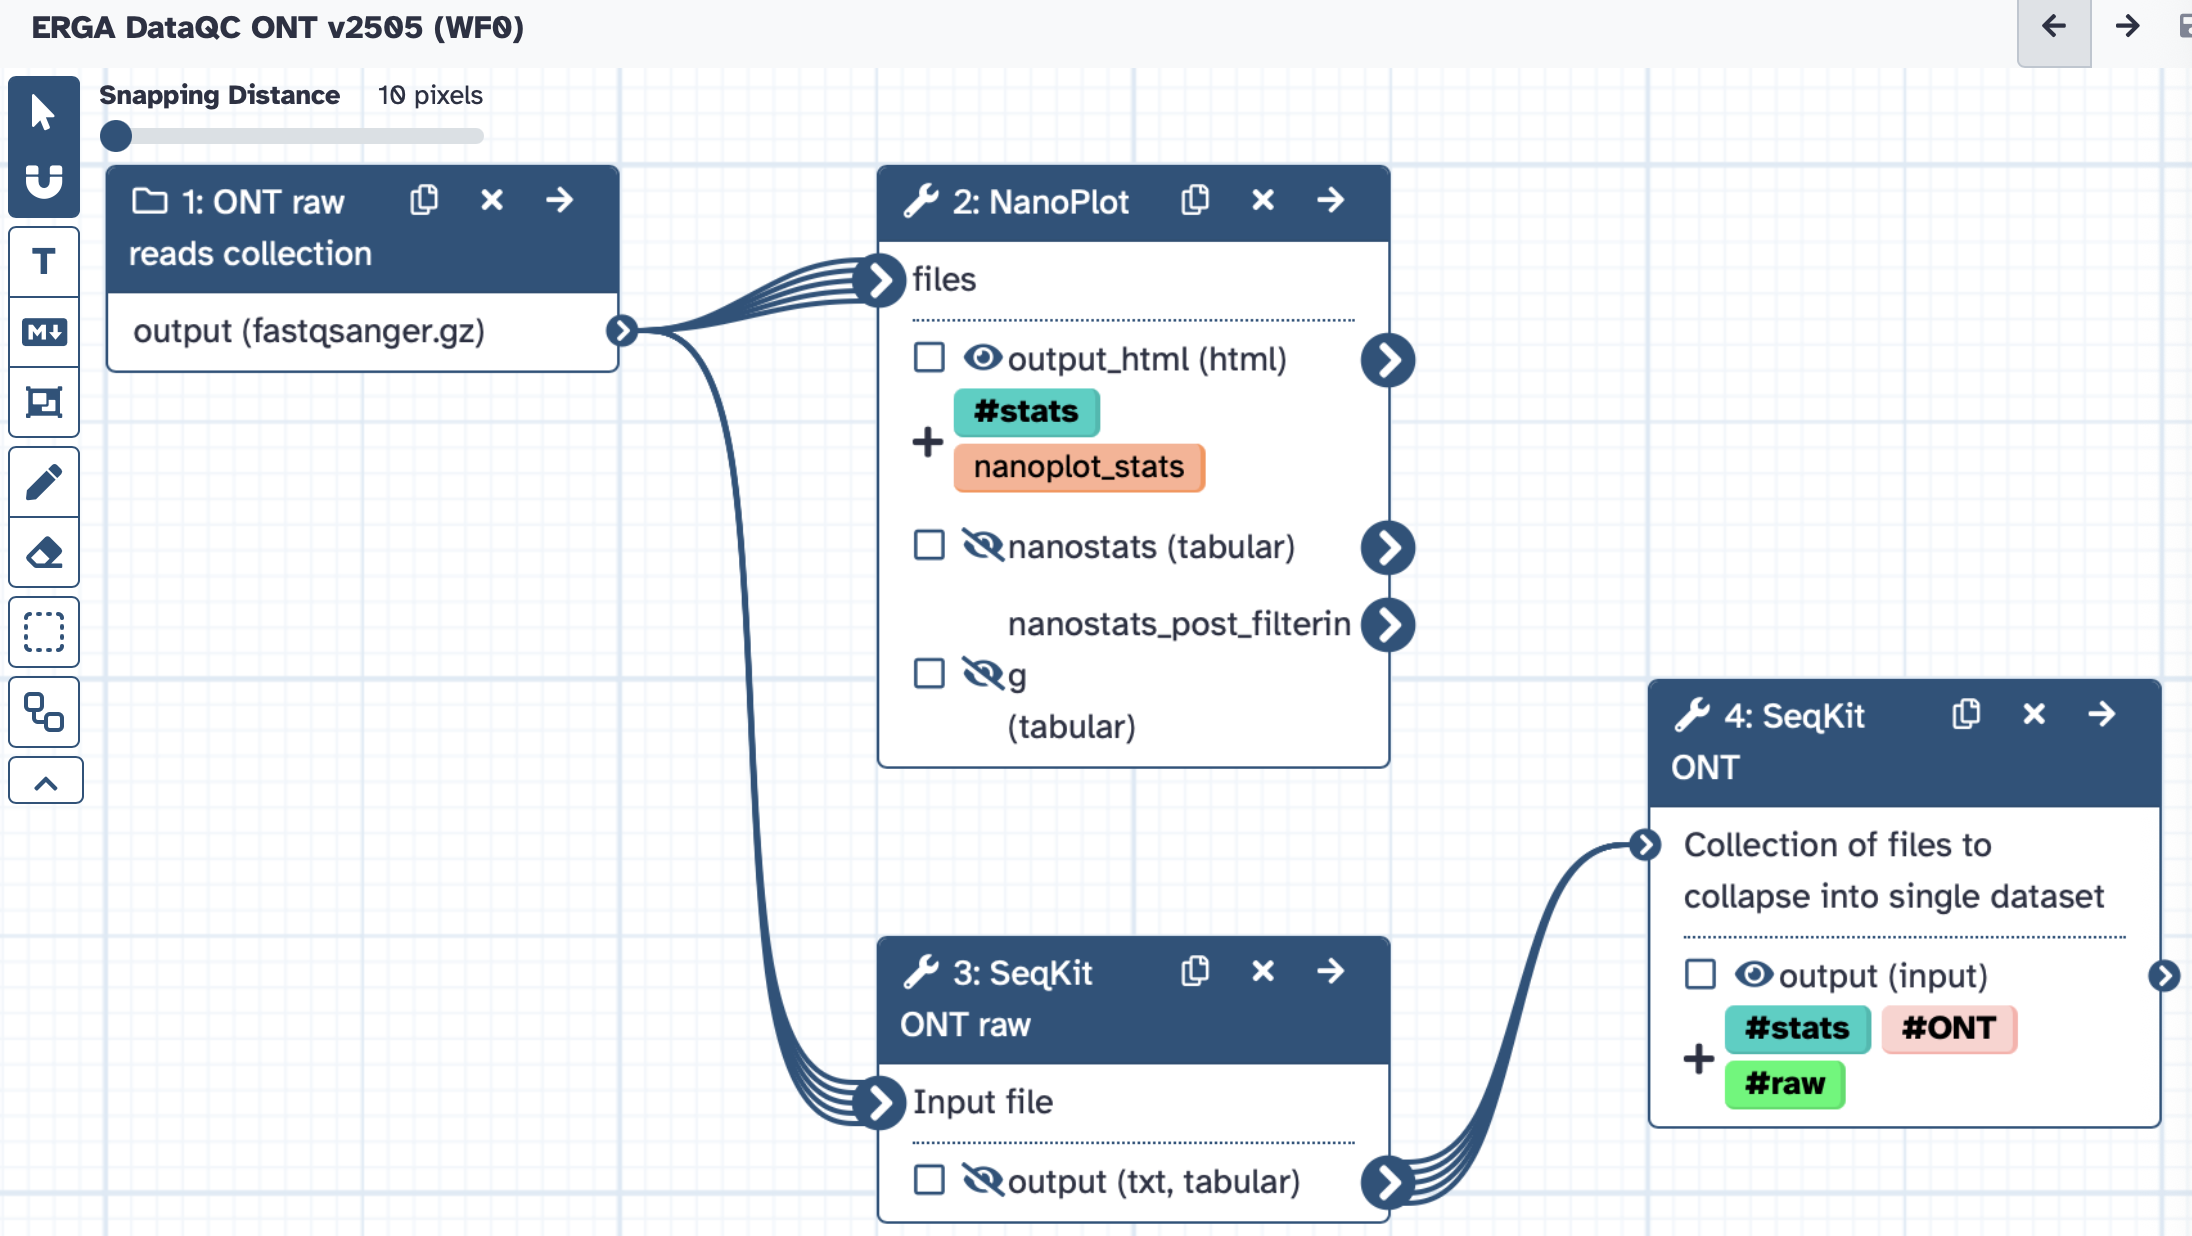 ERGA DataQC ONT v2505 (WF0)
Snapping Distance 10 pixels
T
M
1: ONT raw
reads collection
output (fastqsanger.gz)
2: NanoPlot
files
output_html (html)
#stats
nanoplot_stats
nanostats (tabular)
nanostats_post_filterin
g
(tabular)
3: SeqKit
ONT raw
Input file
output (txt, tabular)
4: SeqKit
ONT
Collection of files to
collapse into single dataset
output (input)
#stats #ONT
#raw